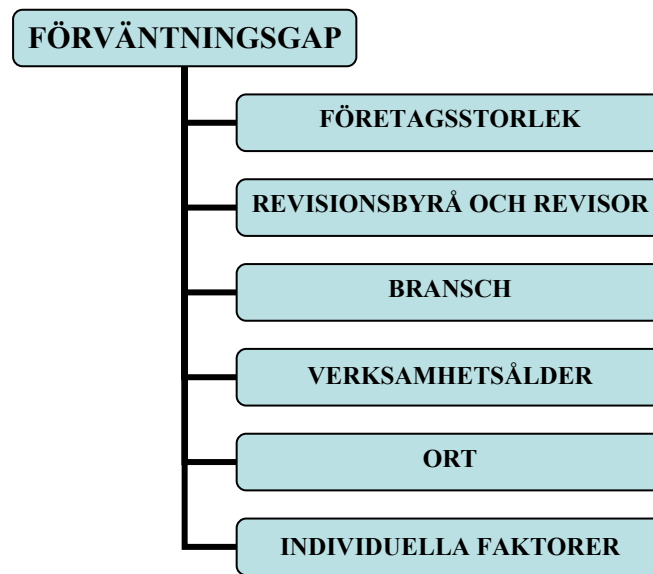 FÖRVÄNTNINGSGAP
FÖRETAGSSTORLEK
REVISIONSBYRÅ OCH REVISOR
BRANSCH
VERKSAMHETSÅLDER
ORT
INDIVIDUELLA FAKTORER